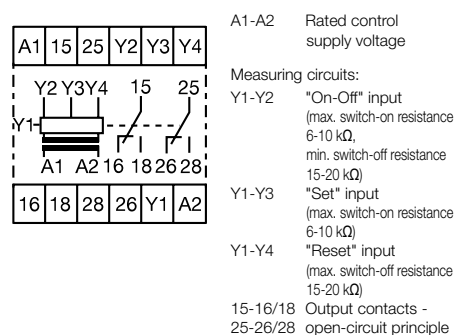 A1 15 25 Y2 Y3 Y4
Y2 Y3 Y4 15 25
Y1
A1 A2 16 18 26 28
16 18 28 26 Y1 A2
A1-A2 Rated control
supply voltage
Measuring circuits:
Y1-Y2 "On-Off" input
(max. switch-on resistance
6-10 kΩ,
min. switch-off resistance
15-20 kΩ)
Y1-Y3 "Set" input
(max. switch-on resistance
6-10 kΩ)
Y1-Y4 "Reset" input
(max. switch-off resistance
15-20 kΩ)
15-16/18 Output contacts -
25-26/28 open-circuit principle